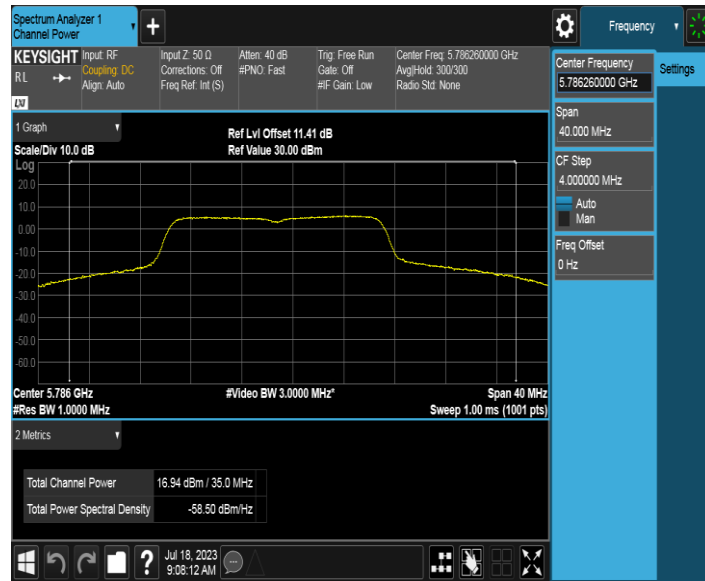 Spectrum Analyzer 1
Channel Power
+
Frequency
KEYSIGHT
RL
LXI
Input: RF
Coupling: DC
Align: Auto
Input Z: 50 Ω
Corrections: Off
Freq Ref: Int (S)
Atten: 40 dB
#PNO: Fast
Trig: Free Run
Gate: Off
#IF Gain: Low
Center Freq: 5.786260000 GHz
Avg|Hold: 300/300
Radio Std: None
Center Frequency
5.786260000 GHz
Settings
Span
40.000 MHz
CF Step
4.000000 MHz
Auto
Man
Freq Offset
0 Hz
1 Graph
Scale/Div 10.0 dB
Ref Lvl Offset 11.41 dB
Ref Value 30.00 dBm
Log
20.0
10.0
0.00
-10.0
-20.0
-30.0
-40.0
-50.0
-60.0
Center 5.786 GHz
#Video BW 3.0000 MHz*
Span 40 MHz
#Res BW 1.0000 MHz
Sweep 1.00 ms (1001 pts)
2 Metrics
Total Channel Power 16.94 dBm / 35.0 MHz
Total Power Spectral Density -58.50 dBm/Hz
?
Jul 18, 2023
9:08:12 AM